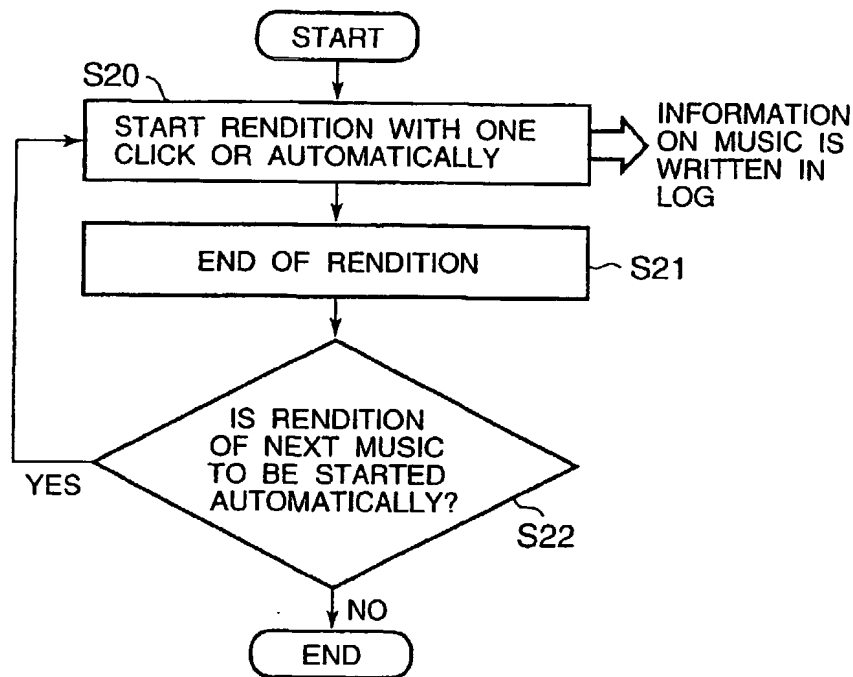 START
S20
START RENDITION WITH ONE
CLICK OR AUTOMATICALLY
INFORMATION
ON MUSIC IS
WRITTEN IN
LOG
END OF RENDITION
S21
IS RENDITION
OF NEXT MUSIC
TO BE STARTED
AUTOMATICALLY?
YES
S22
NO
END